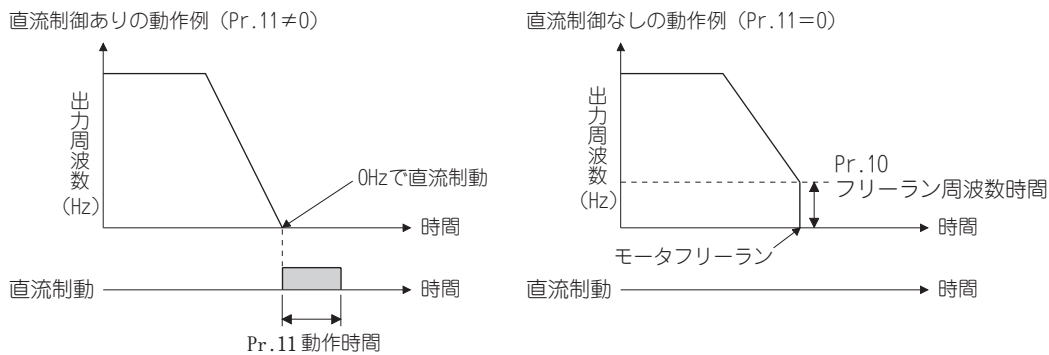 直流制御ありの動作例（Pr.11≠0）
出力周波数
（Hz）
0Hzで直流制動
時間
直流制動
時間
Pr.11 動作時間
直流制御なしの動作例（Pr.11＝0）
出力周波数
（Hz）
Pr.10
フリーラン周波数時間
時間
モータフリーラン
直流制動
時間